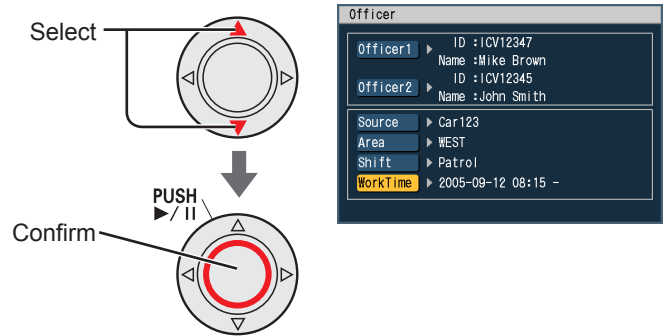 Select
PUSH
▶/II
Confirm
Officer
Officer1 ▶ ID :ICV12347
Name :Mike Brown
Officer2 ▶ ID :ICV12345
Name :John Smith
Source ▶ Car123
Area ▶ WEST
Shift ▶ Patrol
WorkTime ▶ 2005-09-12 08:15 -